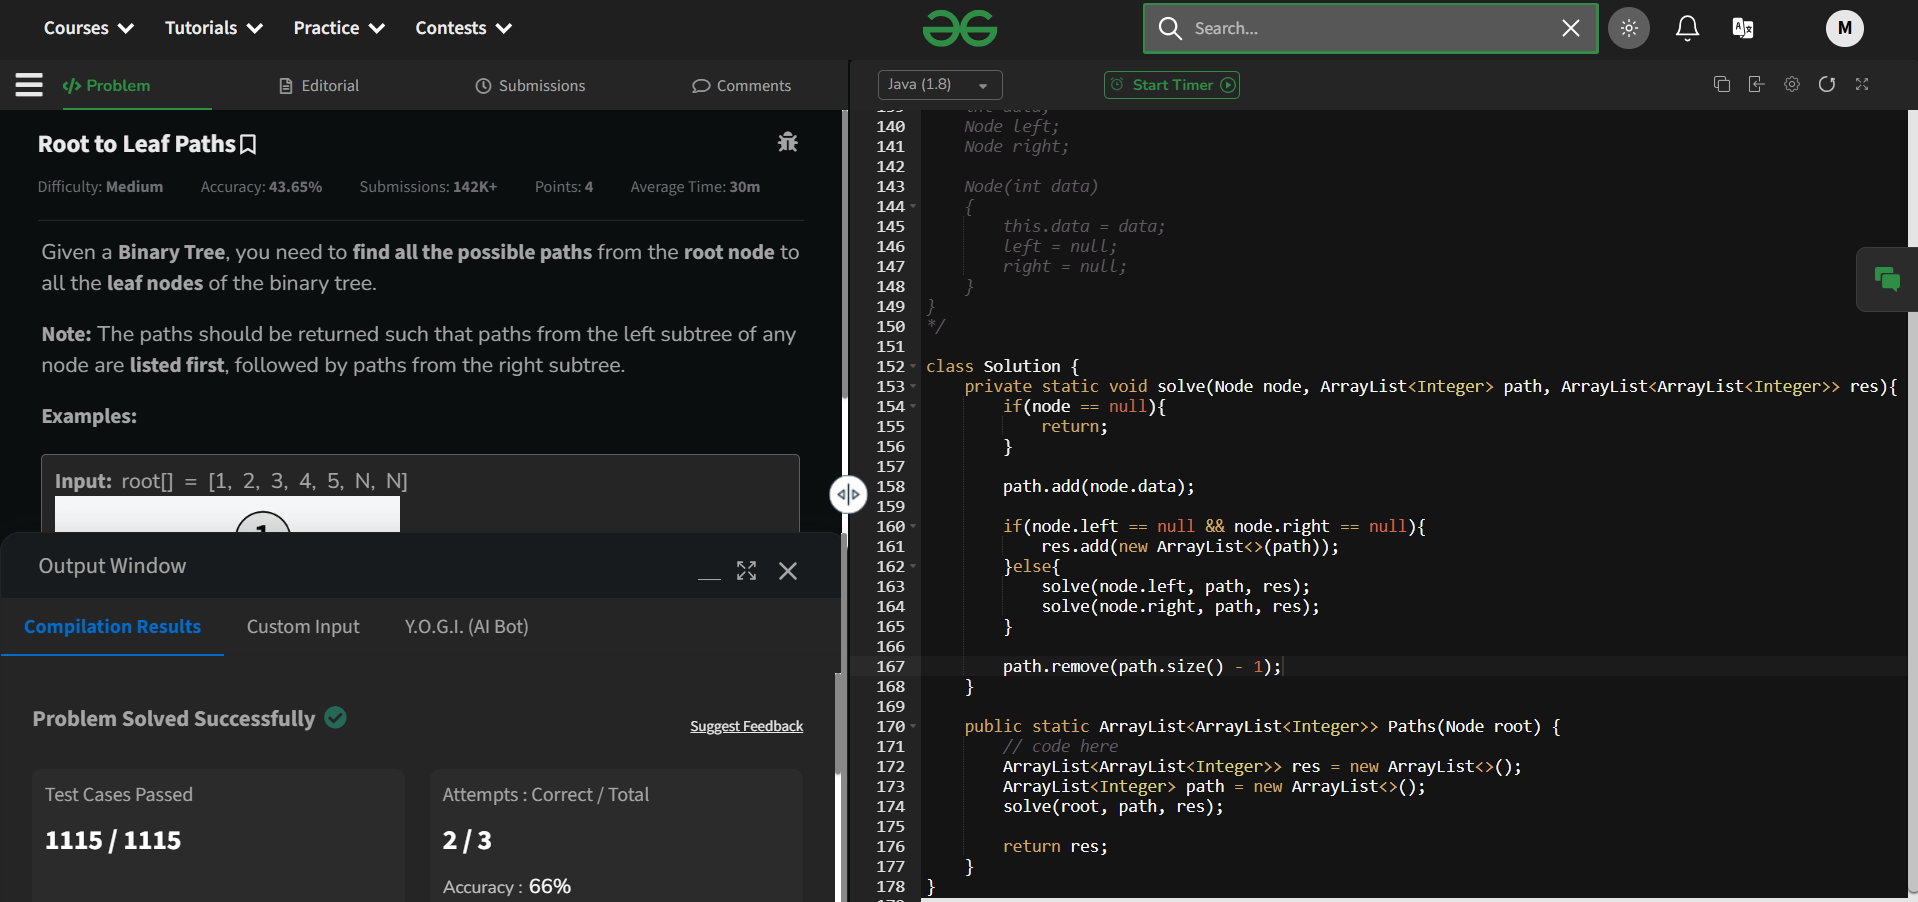 Courses Tutorials Practice Contests Search... M
Problem Editorial Submissions Comments
Java (1.8) Start Timer
Root to Leaf Paths
Difficulty: Medium Accuracy: 43.65% Submissions: 142K+ Points: 4 Average Time: 30m
Given a Binary Tree, you need to find all the possible paths from the root node to
all the leaf nodes of the binary tree.
Note: The paths should be returned such that paths from the left subtree of any
node are listed first, followed by paths from the right subtree.
Examples:
Input: root[] = [1, 2, 3, 4, 5, N, N]
1
Output Window
Compilation Results Custom Input Y.O.G.I. (AI Bot)
Problem Solved Successfully
Suggest Feedback
Test Cases Passed
1115 / 1115
Attempts : Correct / Total
2 / 3
Accuracy : 66%
139 int data;
140 Node left;
141 Node right;
142
143 Node(int data)
144 {
145 this.data = data;
146 left = null;
147 right = null;
148 }
149 }
150 */
151
152 class Solution {
153 private static void solve(Node node, ArrayList<Integer> path, ArrayList<ArrayList<Integer>> res){
154 if(node == null){
155 return;
156 }
157
158 path.add(node.data);
159
160 if(node.left == null && node.right == null){
161 res.add(new ArrayList<>(path));
162 }else{
163 solve(node.left, path, res);
164 solve(node.right, path, res);
165 }
166
167 path.remove(path.size() - 1);
168 }
169
170 public static ArrayList<ArrayList<Integer>> Paths(Node root) {
171 // code here
172 ArrayList<ArrayList<Integer>> res = new ArrayList<>();
173 ArrayList<Integer> path = new ArrayList<>();
174 solve(root, path, res);
175
176 return res;
177 }
178 }